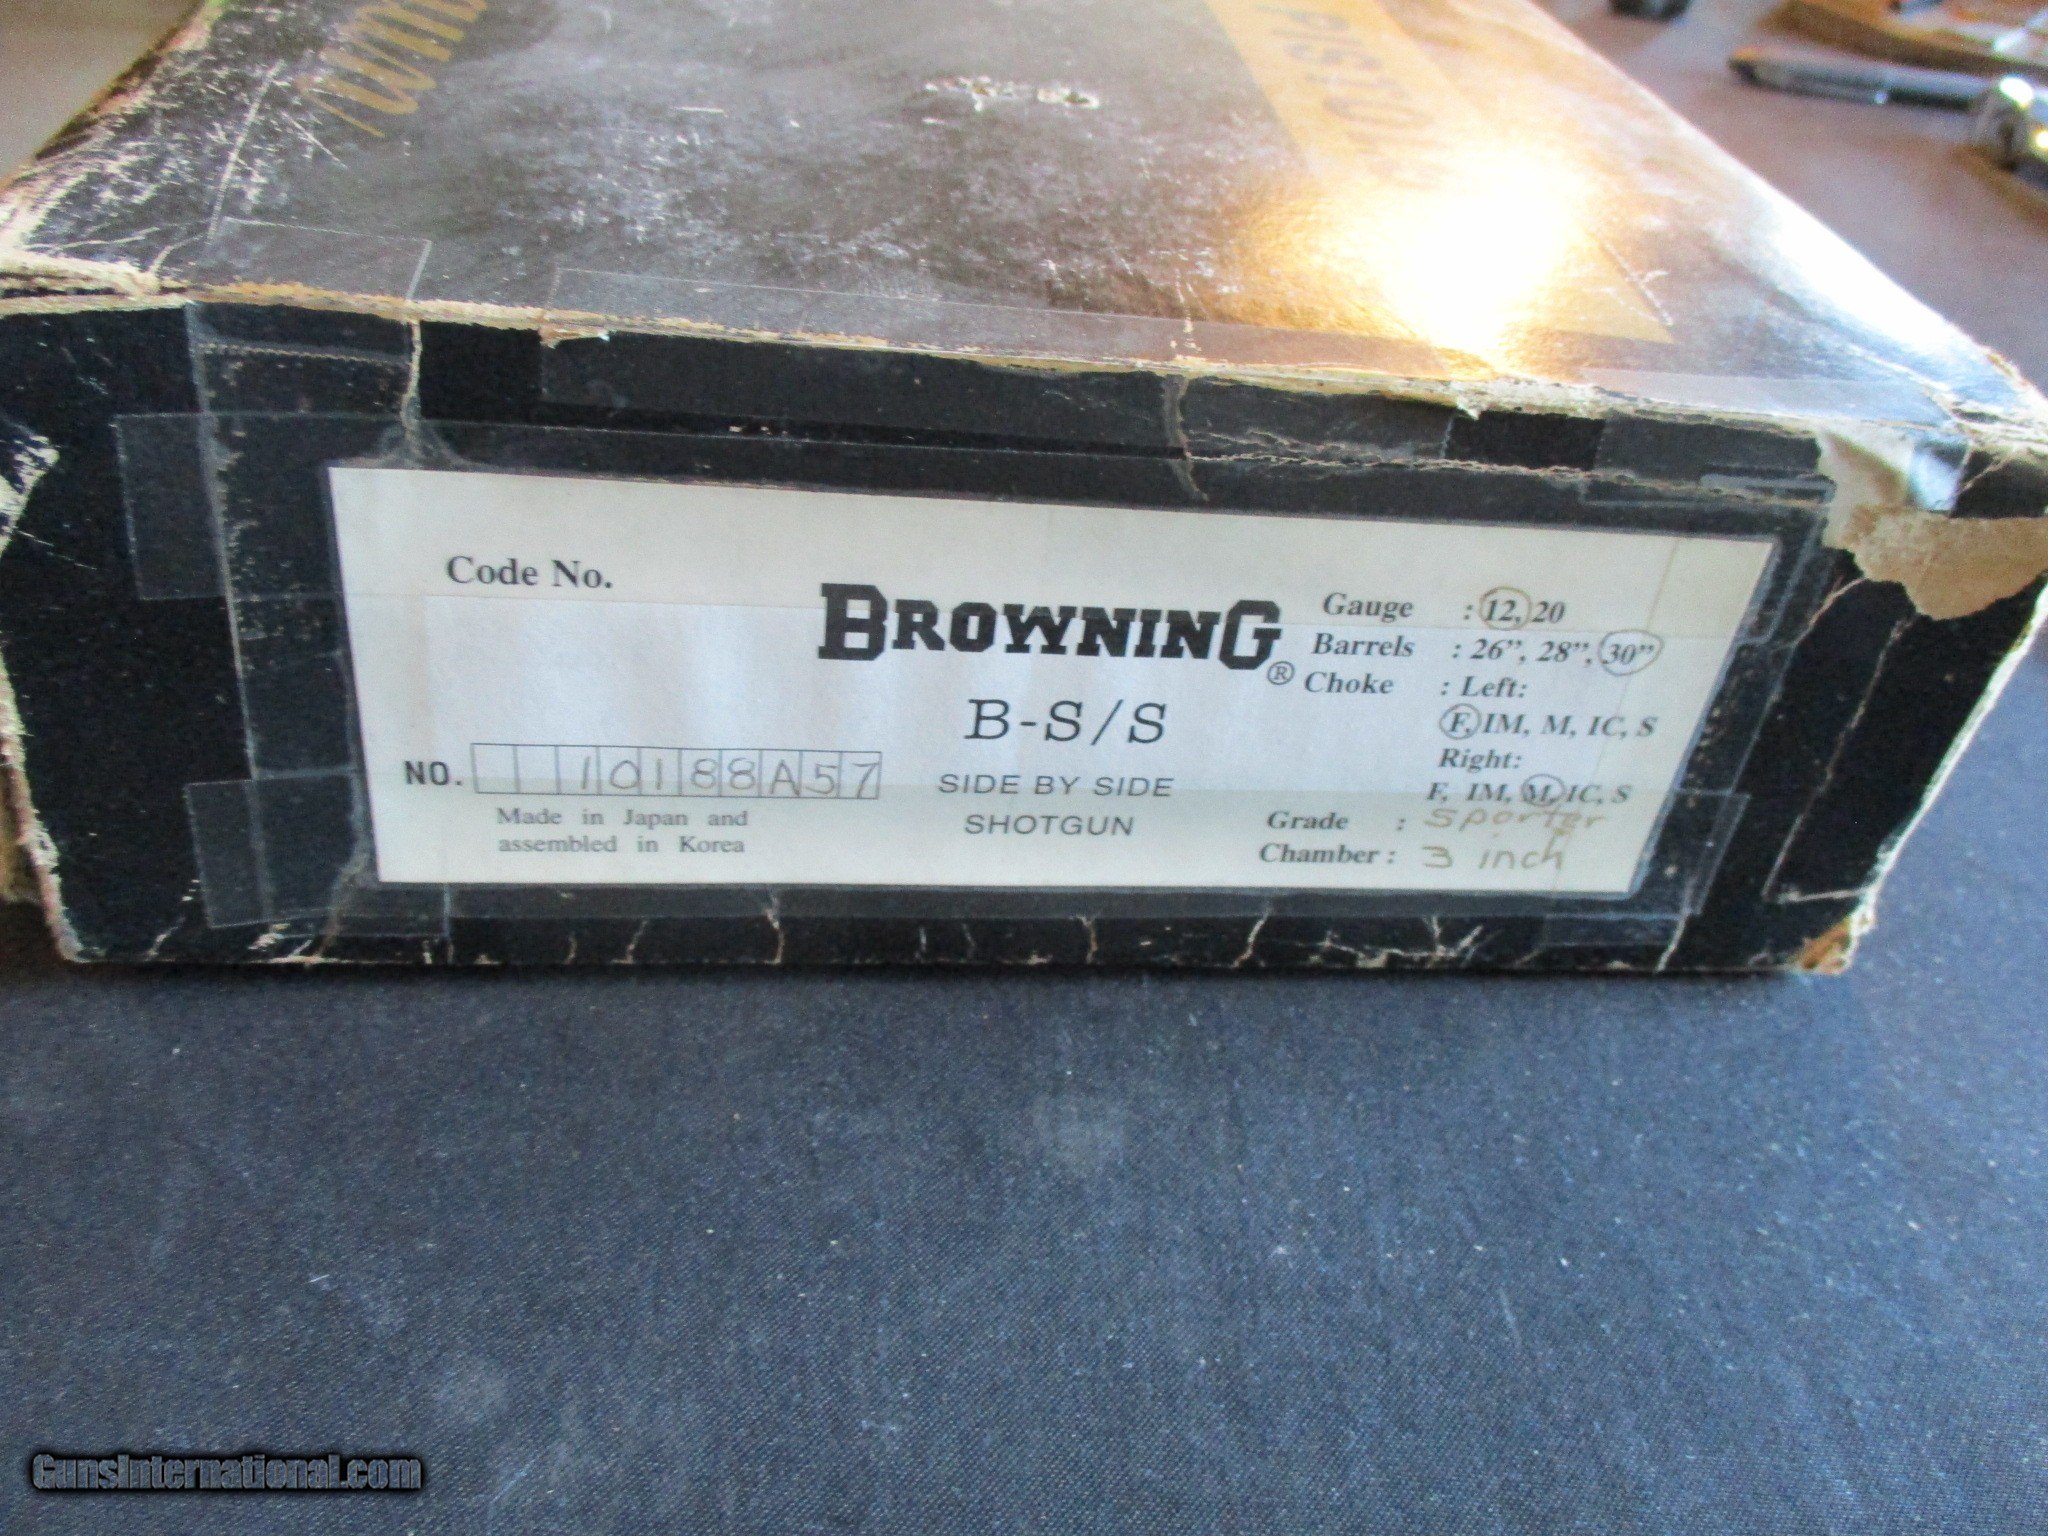 PISTOL
Code No.
BROWNING®
B-S/S
SIDE BY SIDE
SHOTGUN
NO. 10188A57
Made in Japan and
assembled in Korea
Gauge : 12, 20
Barrels : 26”, 28”, 30”
Choke : Left:
F, IM, M, IC, S
Right:
F, IM, M, IC, S
Grade : Sporter
Chamber : 3 inch
GunsInternational.com